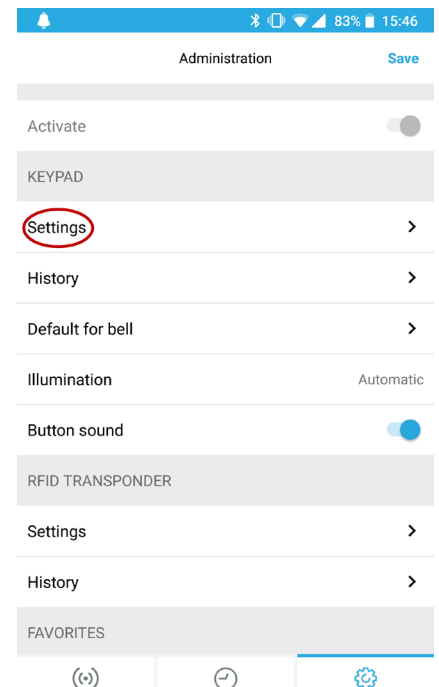 83% 15:46
Administration Save
Activate
KEYPAD
Settings
History
Default for bell
Illumination Automatic
Button sound
RFID TRANSPONDER
Settings
History
FAVORITES